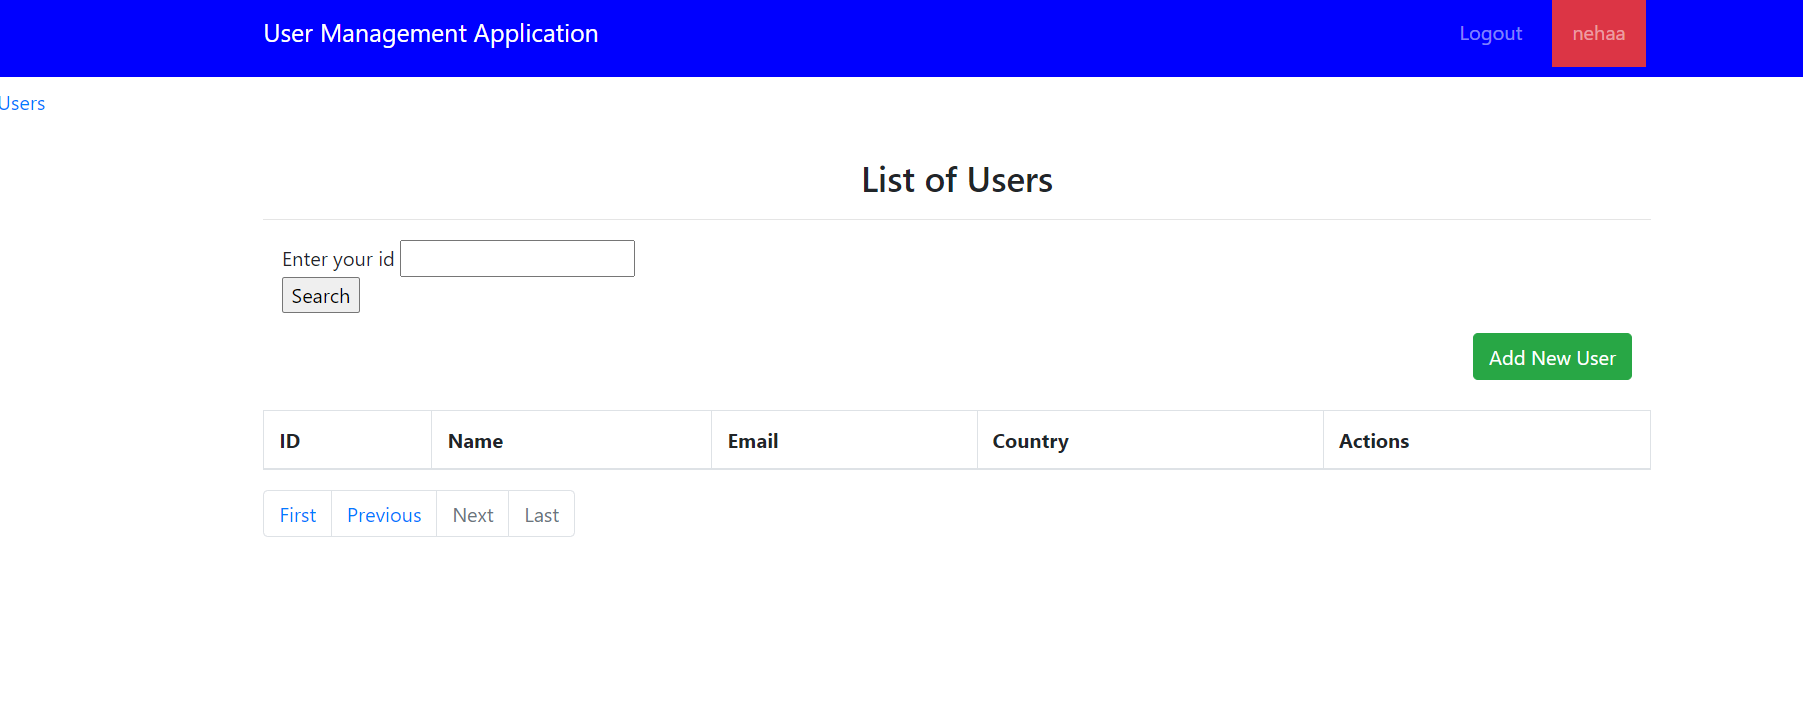 User Management Application Logout nehaa
Users
List of Users
Enter your id
Search
Add New User
ID Name Email Country Actions
First Previous Next Last